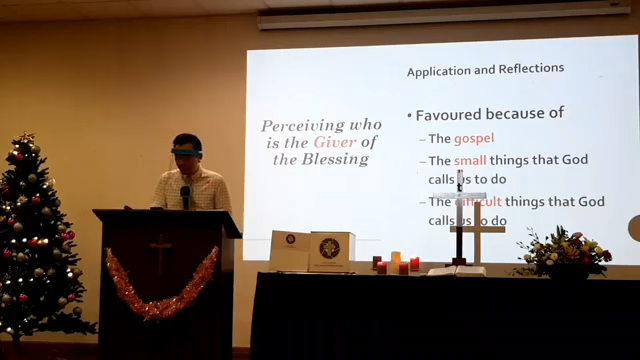 Application and Reflections
Perceiving who
is the Giver of
the Blessing
• Favoured because of
– The gospel
– The small things that God
calls us to do
– The difficult things that God
calls us to do